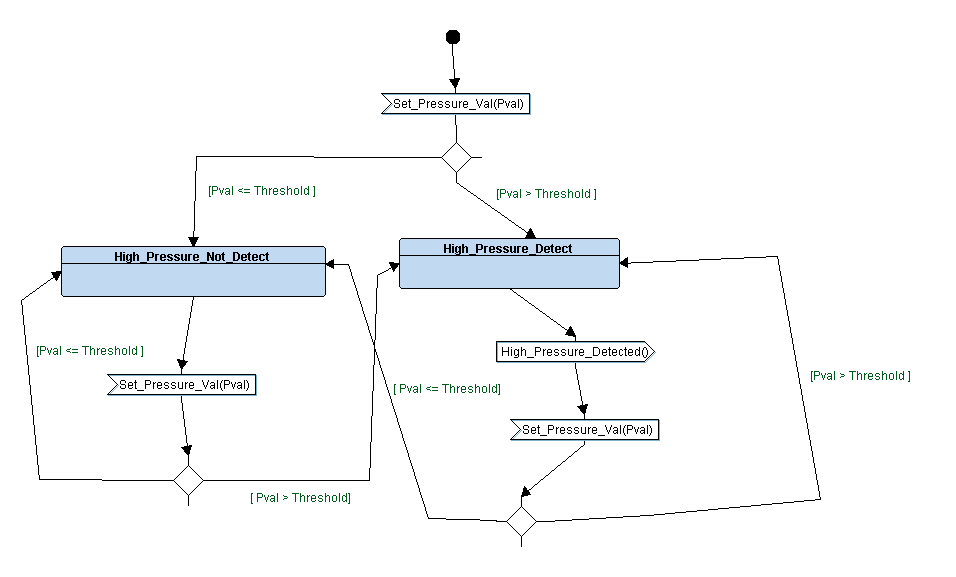 Set_Pressure_Val(Pval)
[Pval <= Threshold ]
[Pval > Threshold ]
High_Pressure_Not_Detect
High_Pressure_Detect
[Pval <= Threshold ]
High_Pressure_Detected()
Set_Pressure_Val(Pval)
[ Pval <= Threshold]
[Pval > Threshold ]
Set_Pressure_Val(Pval)
[ Pval > Threshold]